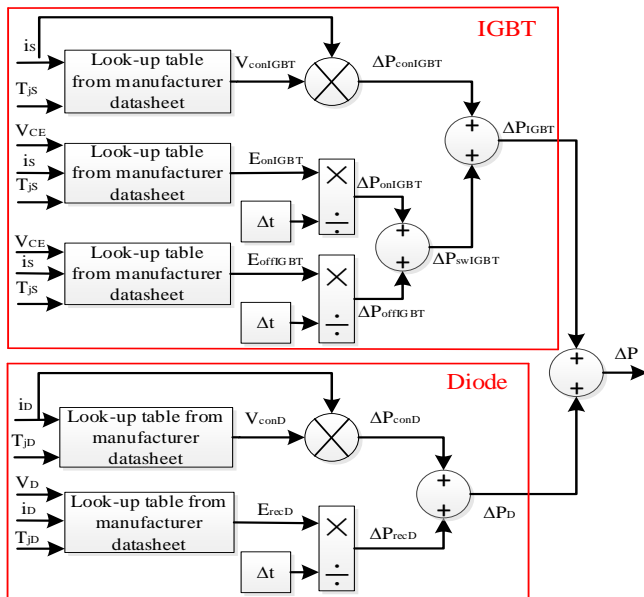 IGBT
is
TjS
Look-up table
from manufacturer
datasheet
VconIGBT
ΔPconIGBT
VCE
is
TjS
Look-up table
from manufacturer
datasheet
EonIGBT
Δt
×
÷
ΔPonIGBT
+
+
ΔPIGBT
VCE
is
TjS
Look-up table
from manufacturer
datasheet
EoffIGBT
Δt
×
÷
ΔPoffIGBT
+
+
ΔPswIGBT
+
+
ΔP
Diode
iD
TjD
Look-up table from
manufacturer
datasheet
VconD
ΔPconD
VD
iD
TjD
Look-up table from
manufacturer
datasheet
ErecD
Δt
×
÷
ΔPrecD
+
+
ΔPD